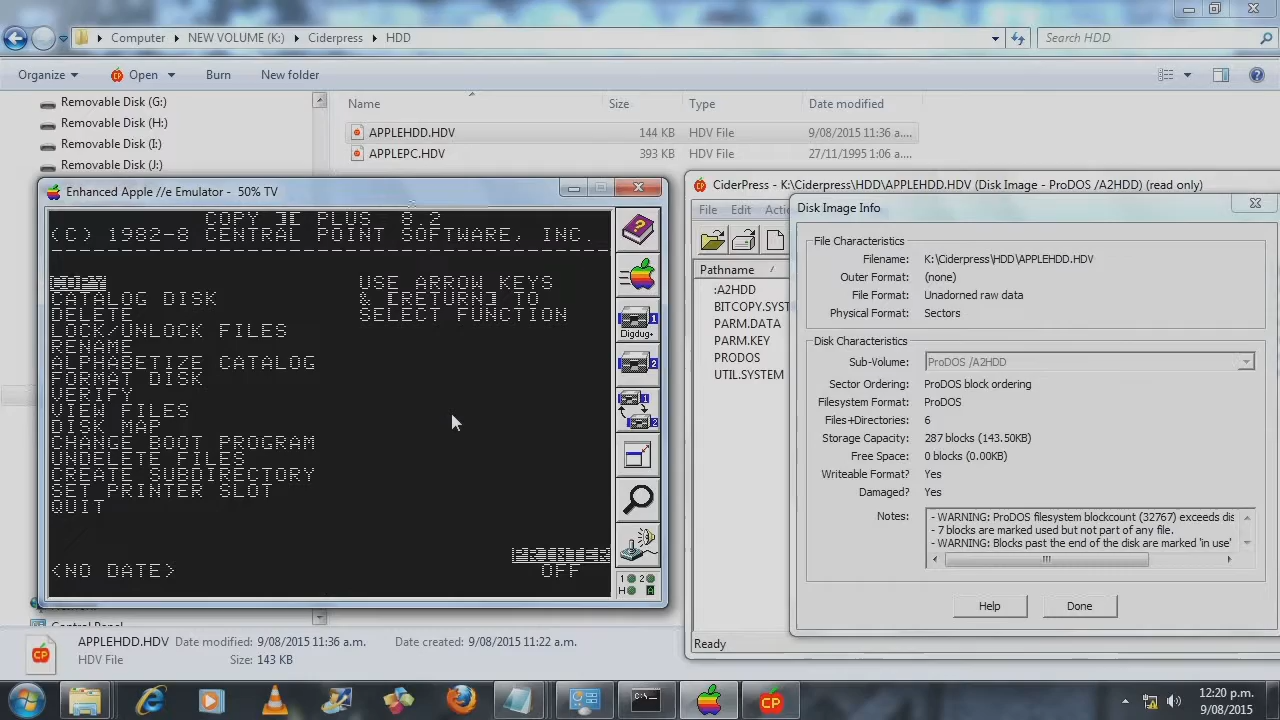 Computer NEW VOLUME (K:) Ciderpress HDD
Search HDD
Organize Open Burn New folder
Removable Disk (G:)
Removable Disk (H:)
Removable Disk (I:)
Removable Disk (J:)
Name Size Type Date modified
APPLEHDD.HDV 144 KB HDV File 9/08/2015 11:36 a....
APPLEPC.HDV 393 KB HDV File 27/11/1995 1:06 a....
Enhanced Apple //e Emulator - 50% TV
COPY ][ PLUS 8.2
(C) 1982-8 CENTRAL POINT SOFTWARE, INC.
COPY
CATALOG DISK
DELETE
LOCK/UNLOCK FILES
RENAME
ALPHABETIZE CATALOG
FORMAT DISK
VERIFY
VIEW FILES
DISK MAP
CHANGE BOOT PROGRAM
UNDELETE FILES
CREATE SUBDIRECTORY
SET PRINTER SLOT
QUIT
USE ARROW KEYS
& [RETURN] TO
SELECT FUNCTION
PRINTER
<NO DATE> OFF
1
Digdug+
2
1
2
1 2
H
CiderPress - K:\Ciderpress\HDD\APPLEHDD.HDV (Disk Image - ProDOS /A2HDD) (read only)
File Edit Acti
Pathname /
:A2HDD
BITCOPY.SYST
PARM.DATA
PARM.KEY
PRODOS
UTIL.SYSTEM
Ready
Disk Image Info
File Characteristics
Filename: K:\Ciderpress\HDD\APPLEHDD.HDV
Outer Format: (none)
File Format: Unadorned raw data
Physical Format: Sectors
Disk Characteristics
Sub-Volume: ProDOS /A2HDD
Sector Ordering: ProDOS block ordering
Filesystem Format: ProDOS
Files+Directories: 6
Storage Capacity: 287 blocks (143.50KB)
Free Space: 0 blocks (0.00KB)
Writeable Format? Yes
Damaged? Yes
Notes: - WARNING: ProDOS filesystem blockcount (32767) exceeds dis
- 7 blocks are marked used but not part of any file.
- WARNING: Blocks past the end of the disk are marked 'in use'
Help Done
Control Panel
APPLEHDD.HDV Date modified: 9/08/2015 11:36 a.m. Date created: 9/08/2015 11:22 a.m.
HDV File Size: 143 KB
12:20 p.m.
9/08/2015